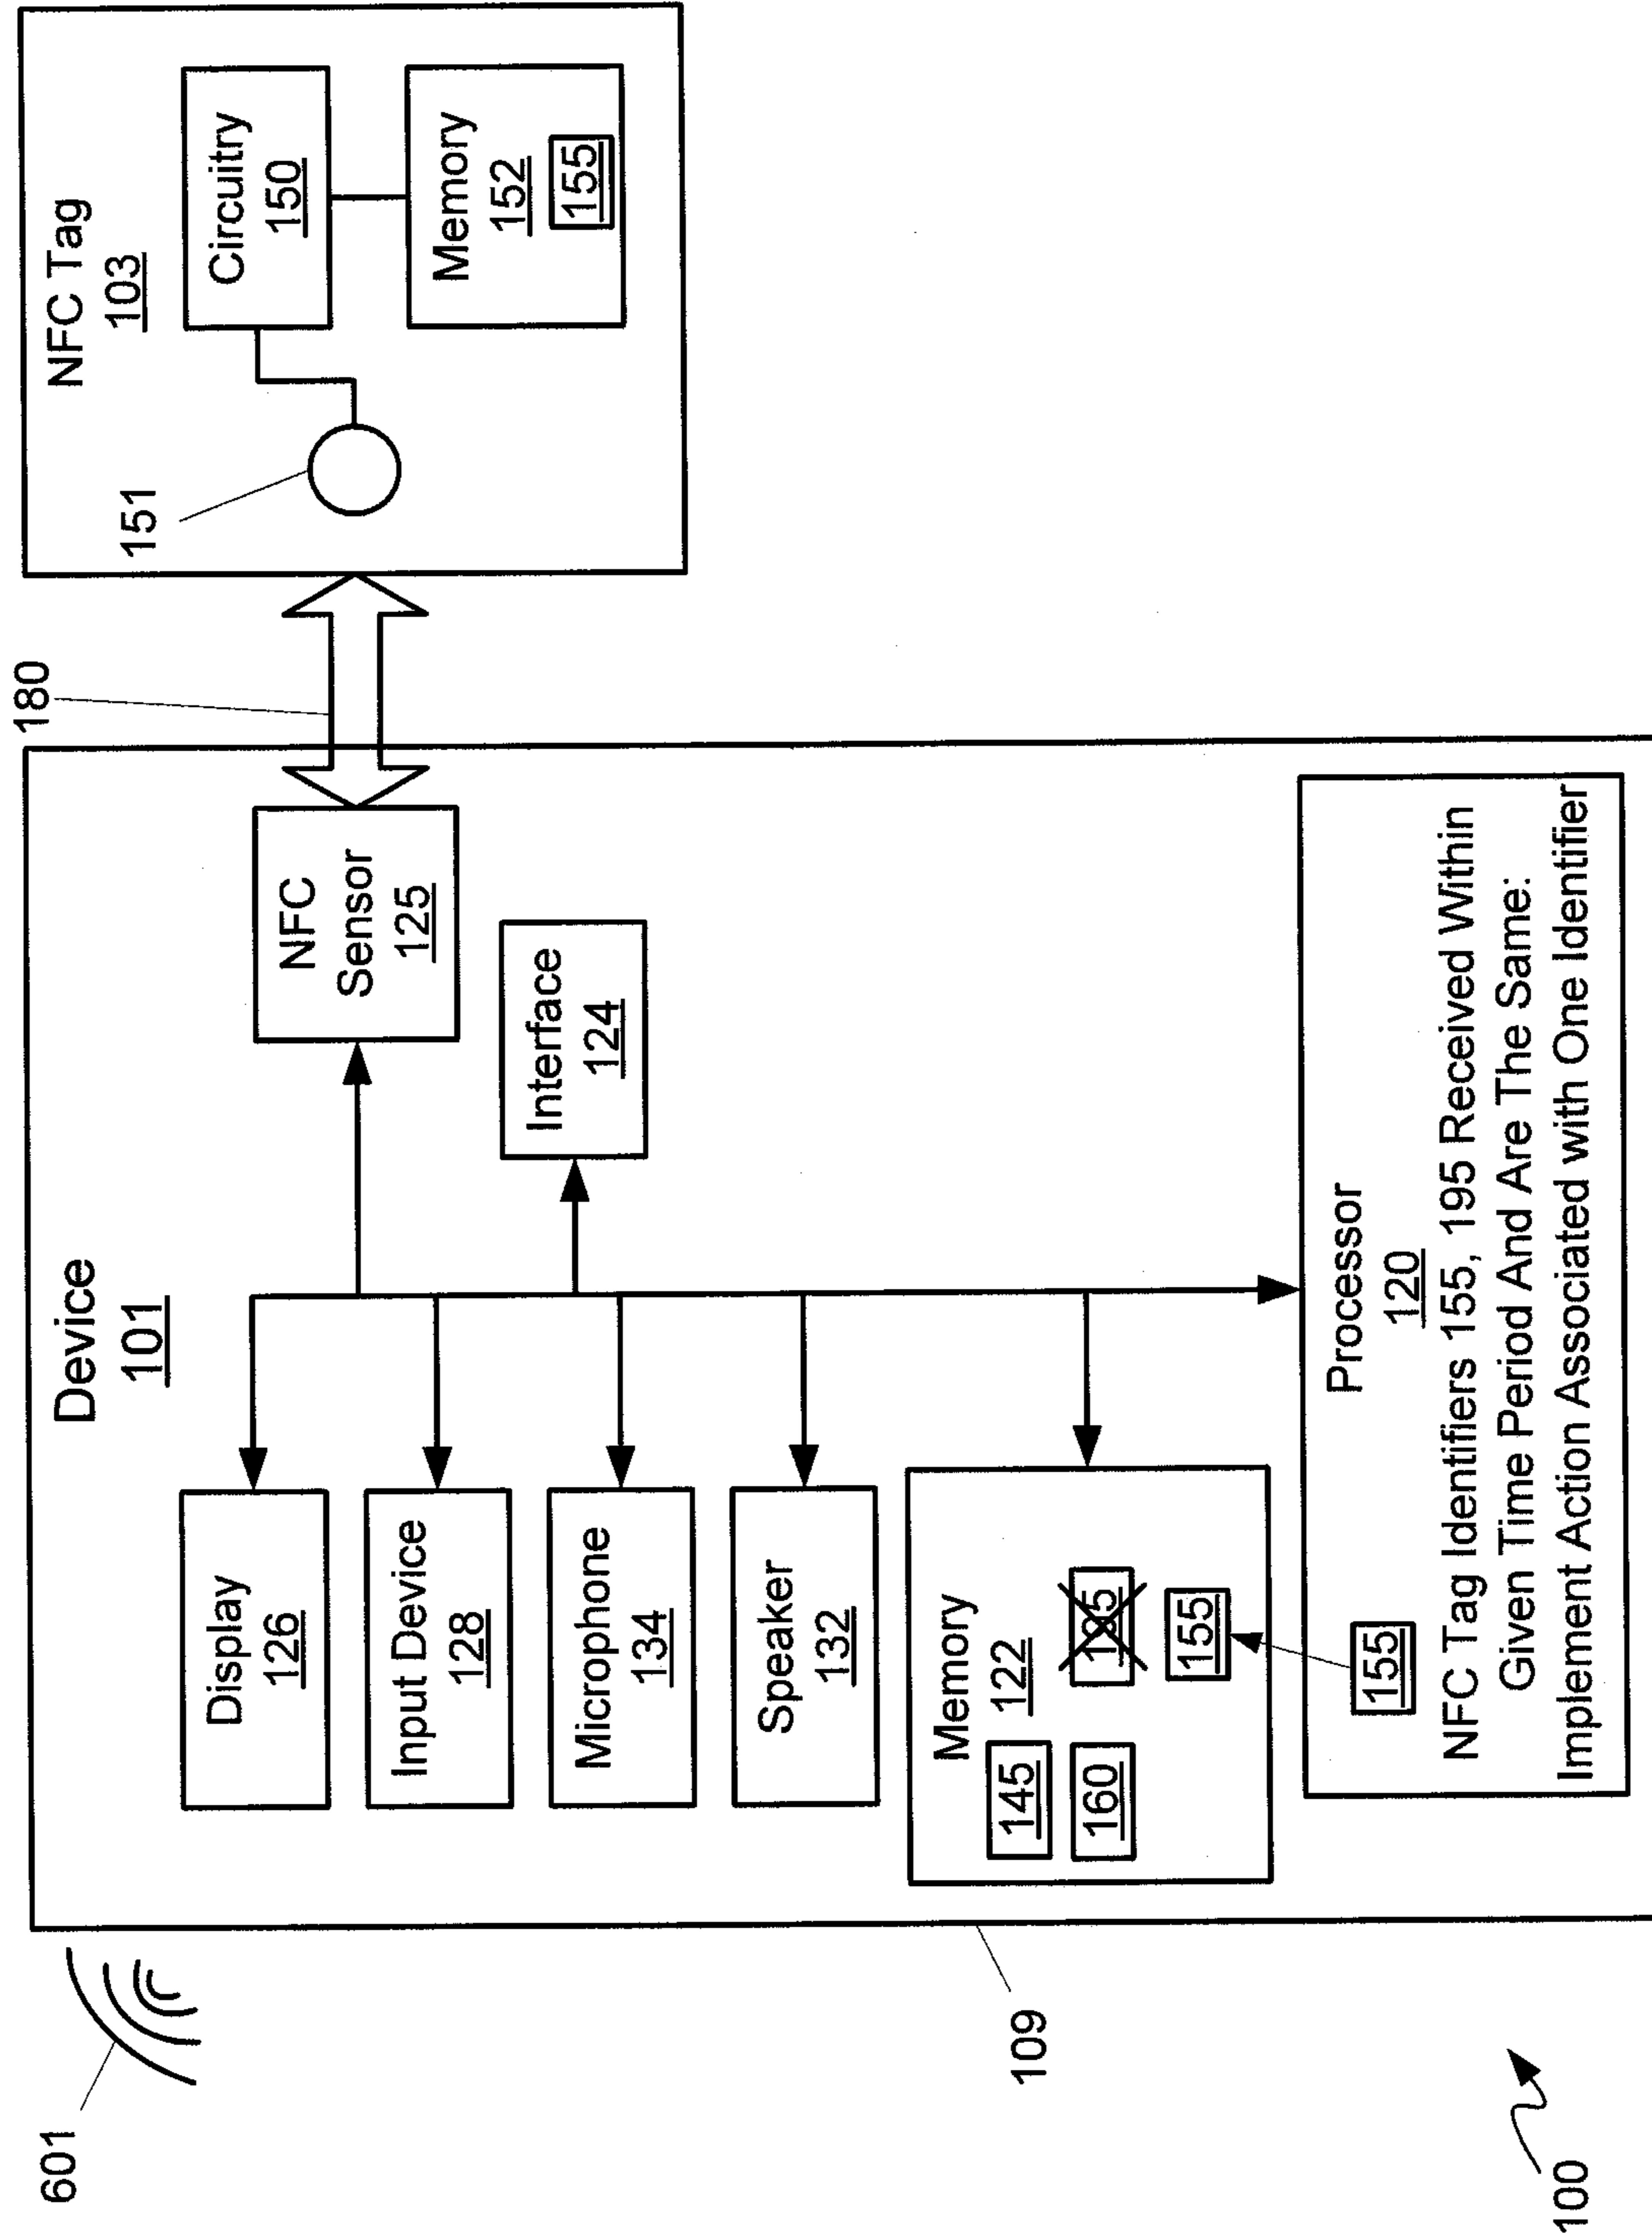 601
Device
101
Display
126
Input Device
128
Microphone
134
Speaker
132
Memory
122
145
160
195
155
NFC
Sensor
125
Interface
124
Processor
120
155
NFC Tag Identifiers 155, 195 Received Within
Given Time Period And Are The Same:
Implement Action Associated with One Identifier
180
NFC Tag
103
151
Circuitry
150
Memory
152
155
109
100